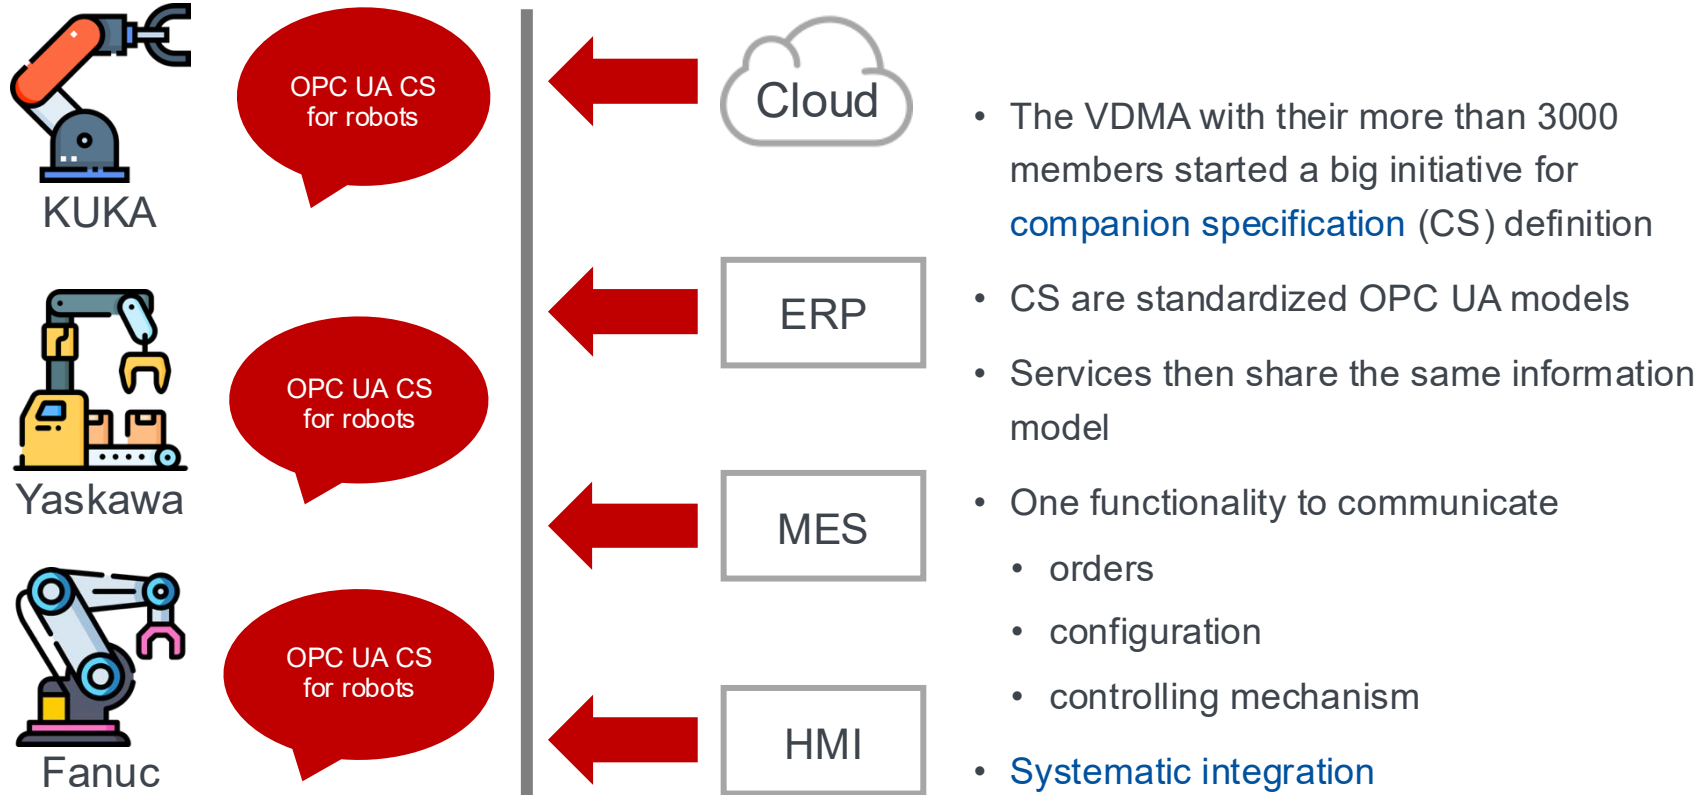 OPC UA CS
for robots
KUKA
OPC UA CS
for robots
Yaskawa
OPC UA CS
for robots
Fanuc
Cloud
ERP
MES
HMI
• The VDMA with their more than 3000
members started a big initiative for
companion specification (CS) definition
• CS are standardized OPC UA models
• Services then share the same information
model
• One functionality to communicate
• orders
• configuration
• controlling mechanism
• Systematic integration